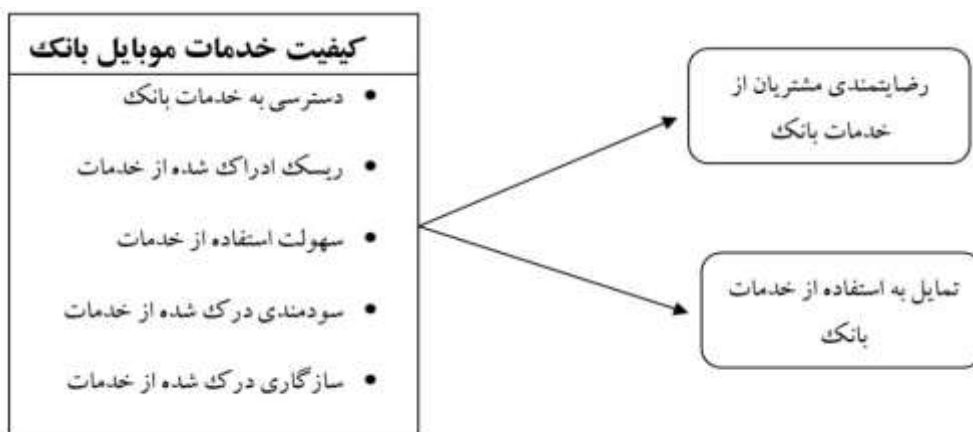 کیفیت خدمات موبایل بانک
• دسترسی به خدمات بانک
• ریسک ادراک شده از خدمات
• سهولت استفاده از خدمات
• سودمندی درک شده از خدمات
• سازگاری درک شده از خدمات
رضایتمندی مشتریان از
خدمات بانک
تمایل به استفاده از خدمات
بانک